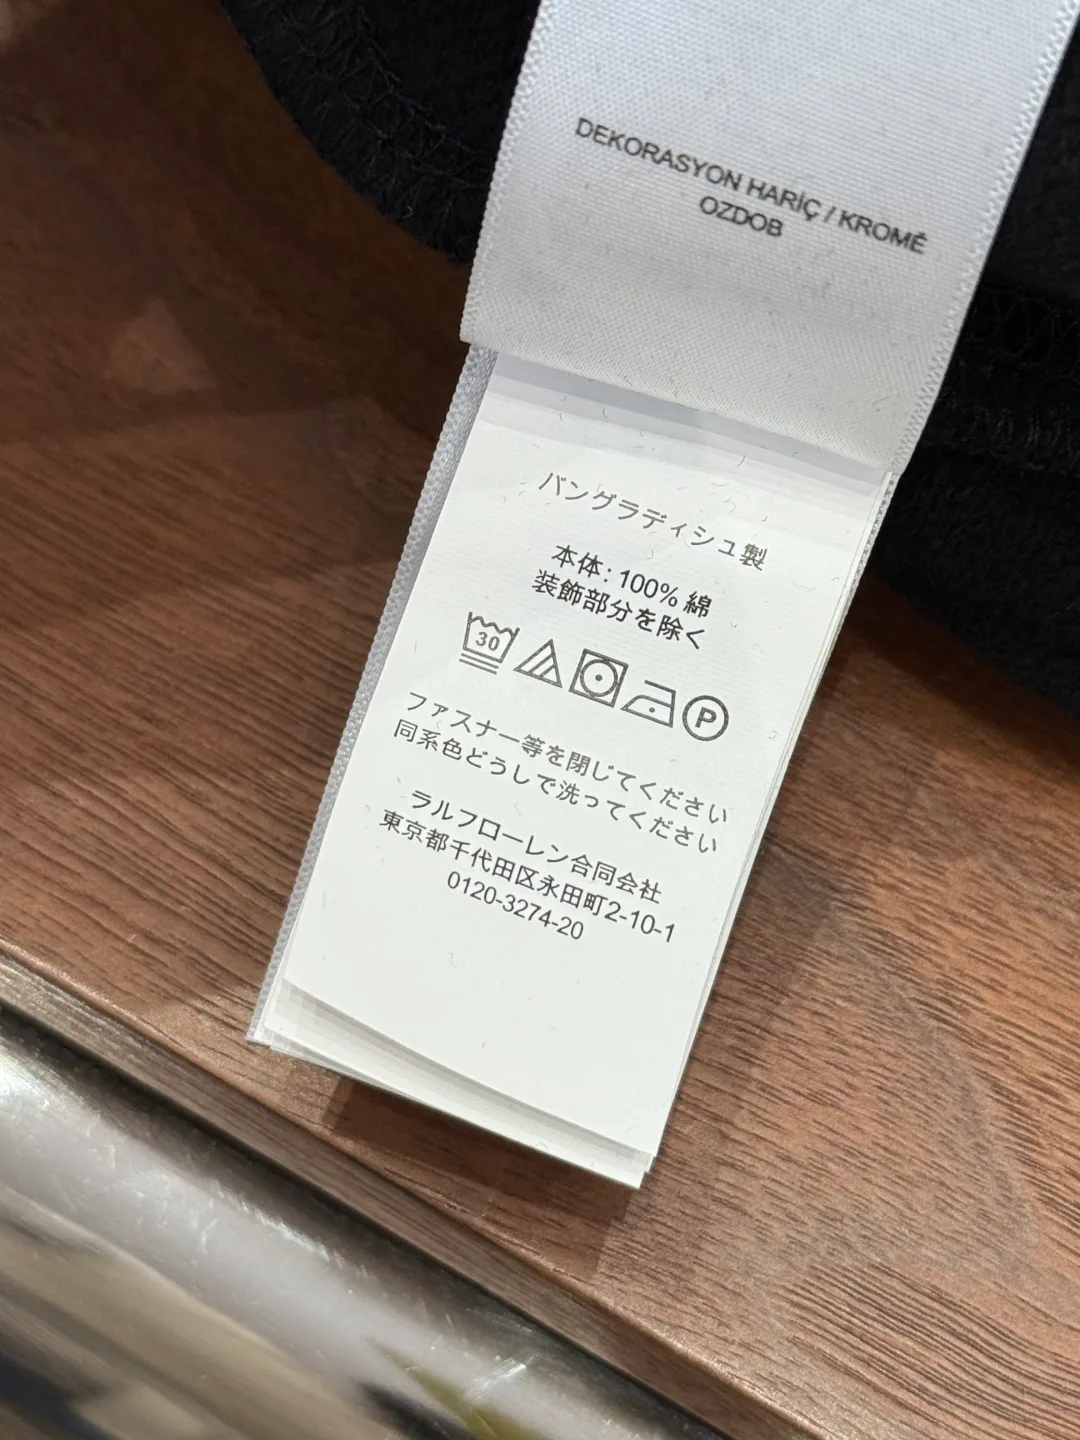 DEKORASYON HARİÇ / KROMĚ
OZDOB
バングラディシュ製
本体: 100% 綿
装飾部分を除く
30
P
ファスナー等を閉じてください
同系色どうしで洗ってください
ラルフローレン合同会社
東京都千代田区永田町2-10-1
0120-3274-20